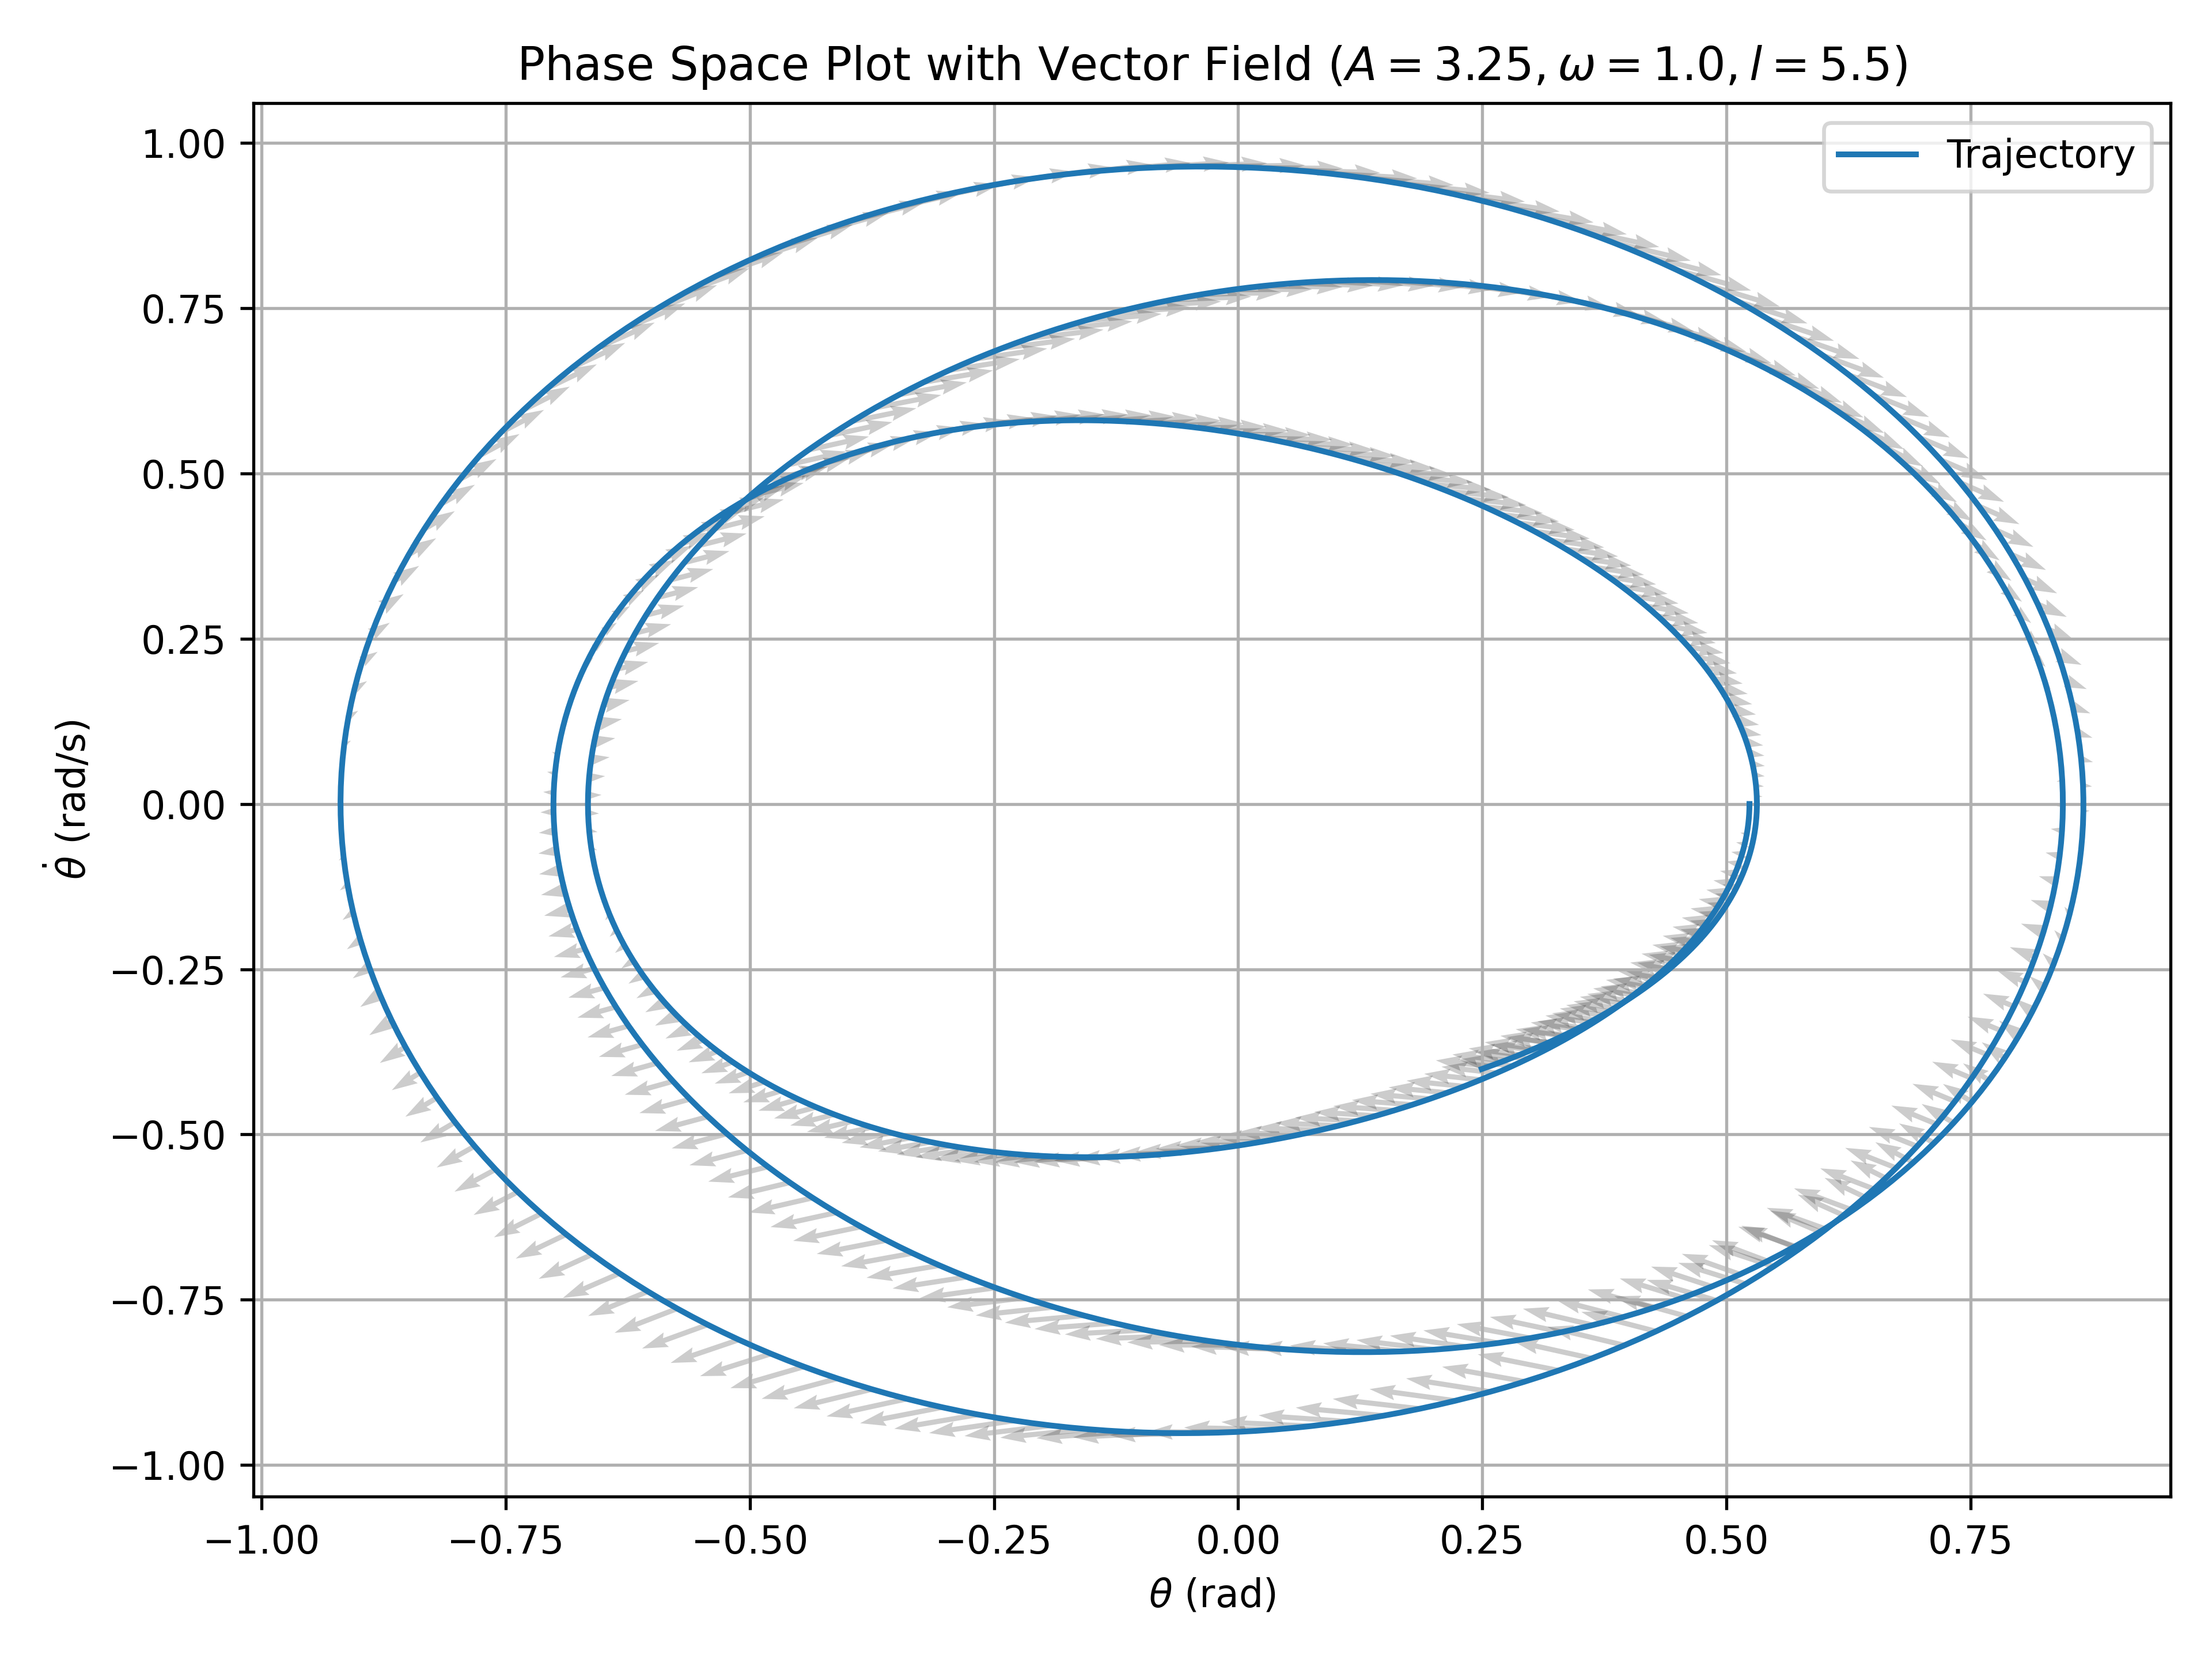 Phase Space Plot with Vector Field (A = 3.25, ω = 1.0, l = 5.5)
Trajectory
1.00
0.75
0.50
0.25
0.00
−0.25
−0.50
−0.75
−1.00
θ̇ (rad/s)
−1.00 −0.75 −0.50 −0.25 0.00 0.25 0.50 0.75
θ (rad)